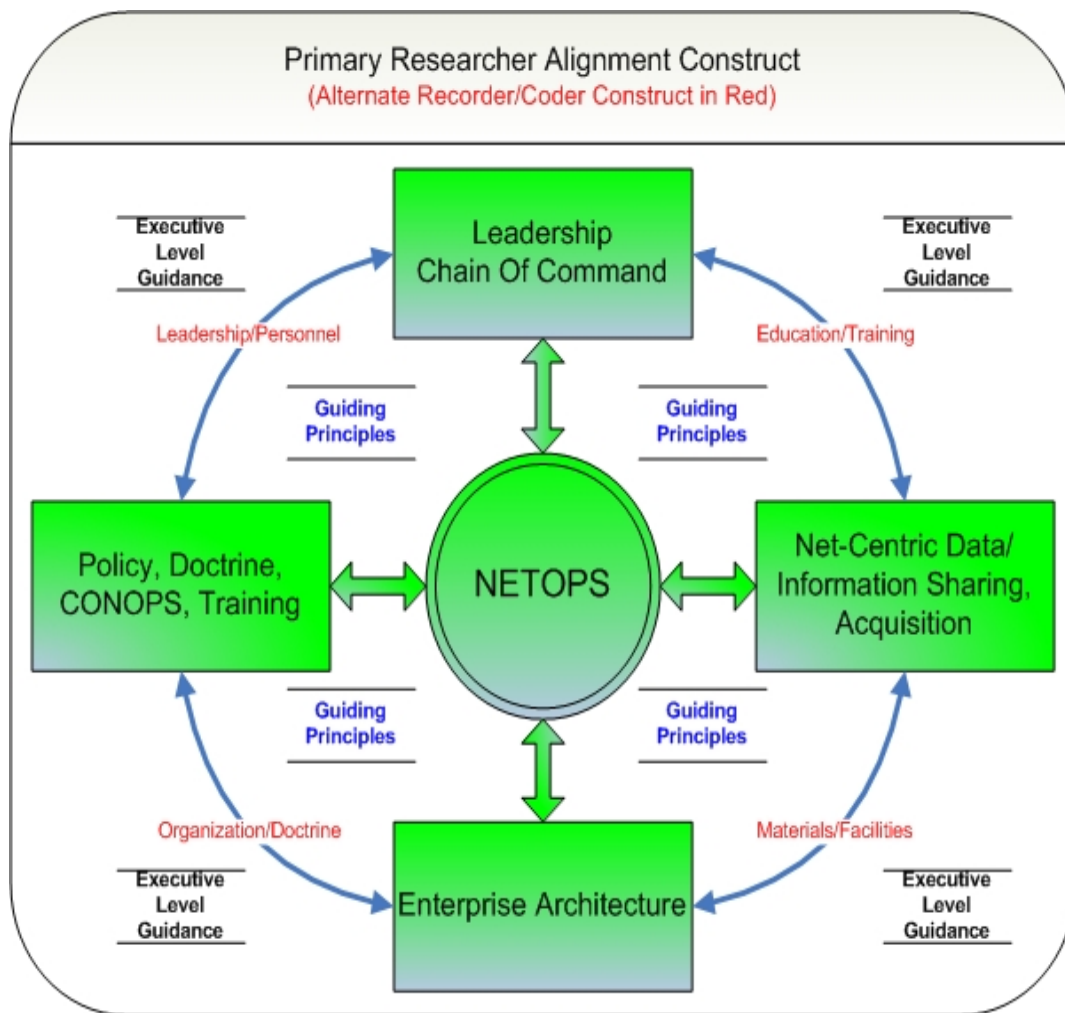 Primary Researcher Alignment Construct
(Alternate Recorder/Coder Construct in Red)
Executive
Level
Guidance
Leadership
Chain Of Command
Executive
Level
Guidance
Leadership/Personnel
Education/Training
Guiding
Principles
Guiding
Principles
Policy, Doctrine,
CONOPS, Training
NETOPS
Net-Centric Data/
Information Sharing,
Acquisition
Guiding
Principles
Guiding
Principles
Organization/Doctrine
Materials/Facilities
Executive
Level
Guidance
Enterprise Architecture
Executive
Level
Guidance